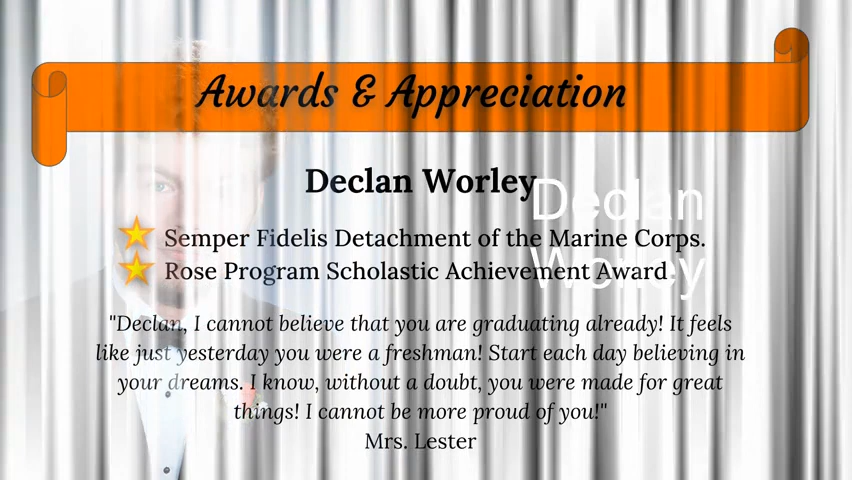 Awards & Appreciation
Declan Worley
Declan
Worley
Semper Fidelis Detachment of the Marine Corps.
Rose Program Scholastic Achievement Award
"Declan, I cannot believe that you are graduating already! It feels
like just yesterday you were a freshman! Start each day believing in
your dreams. I know, without a doubt, you were made for great
things! I cannot be more proud of you!"
Mrs. Lester